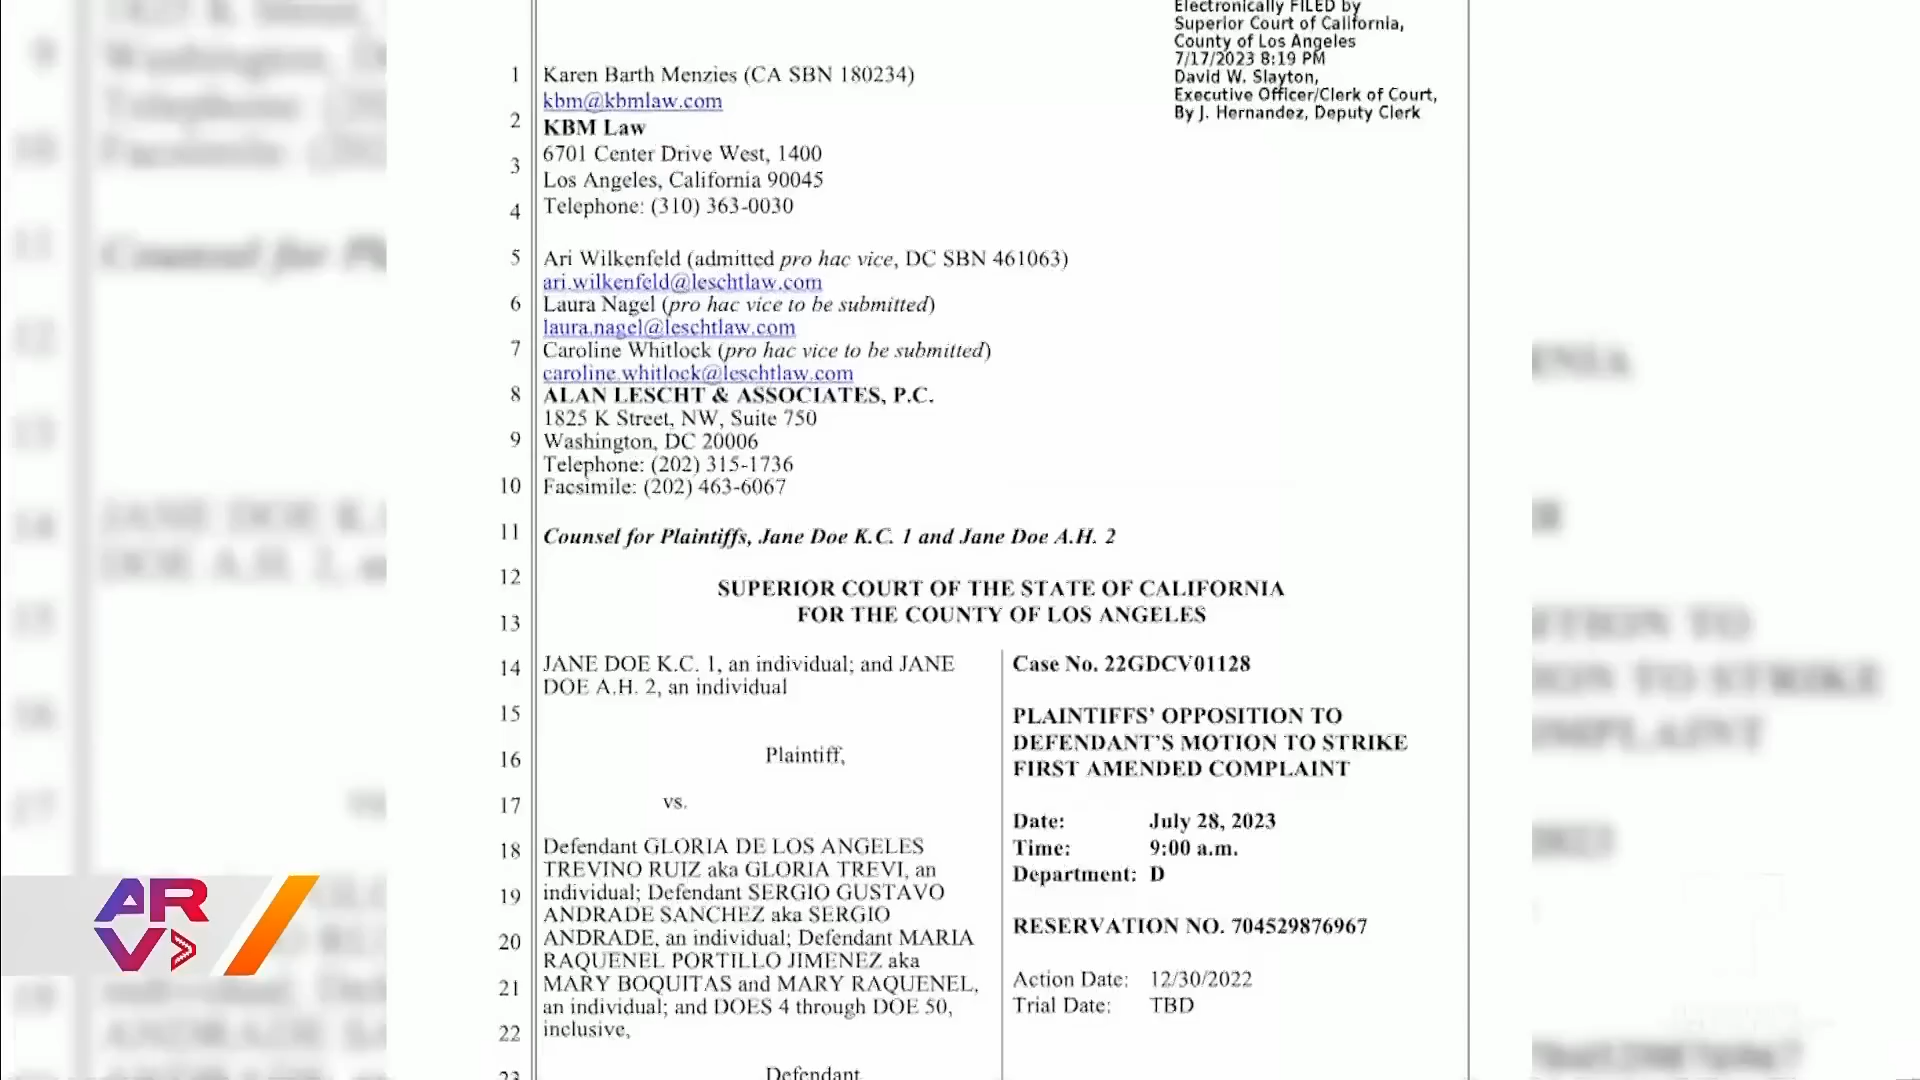 Electronically FILED by
Superior Court of California,
County of Los Angeles
7/17/2023 8:19 PM
David W. Slayton,
Executive Officer/Clerk of Court,
By J. Hernandez, Deputy Clerk
1 Karen Barth Menzies (CA SBN 180234)
kbm@kbmlaw.com
2 KBM Law
6701 Center Drive West, 1400
3
Los Angeles, California 90045
4 Telephone: (310) 363-0030
5 Ari Wilkenfeld (admitted pro hac vice, DC SBN 461063)
ari.wilkenfeld@leschtlaw.com
6 Laura Nagel (pro hac vice to be submitted)
laura.nagel@leschtlaw.com
7 Caroline Whitlock (pro hac vice to be submitted)
caroline.whitlock@leschtlaw.com
8 ALAN LESCHT & ASSOCIATES, P.C.
1825 K Street, NW, Suite 750
9 Washington, DC 20006
Telephone: (202) 315-1736
10 Facsimile: (202) 463-6067
11 Counsel for Plaintiffs, Jane Doe K.C. 1 and Jane Doe A.H. 2
12 SUPERIOR COURT OF THE STATE OF CALIFORNIA
13 FOR THE COUNTY OF LOS ANGELES
14 JANE DOE K.C. 1, an individual; and JANE
DOE A.H. 2, an individual
15
16 Plaintiff,
17 vs.
18 Defendant GLORIA DE LOS ANGELES
TREVINO RUIZ aka GLORIA TREVI, an
19 individual; Defendant SERGIO GUSTAVO
ANDRADE SANCHEZ aka SERGIO
20 ANDRADE, an individual; Defendant MARIA
RAQUENEL PORTILLO JIMENEZ aka
21 MARY BOQUITAS and MARY RAQUENEL,
an individual; and DOES 4 through DOE 50,
22 inclusive,
23 Defendant
Case No. 22GDCV01128
PLAINTIFFS' OPPOSITION TO
DEFENDANT'S MOTION TO STRIKE
FIRST AMENDED COMPLAINT
Date: July 28, 2023
Time: 9:00 a.m.
Department: D
RESERVATION NO. 704529876967
Action Date: 12/30/2022
Trial Date: TBD
ARV